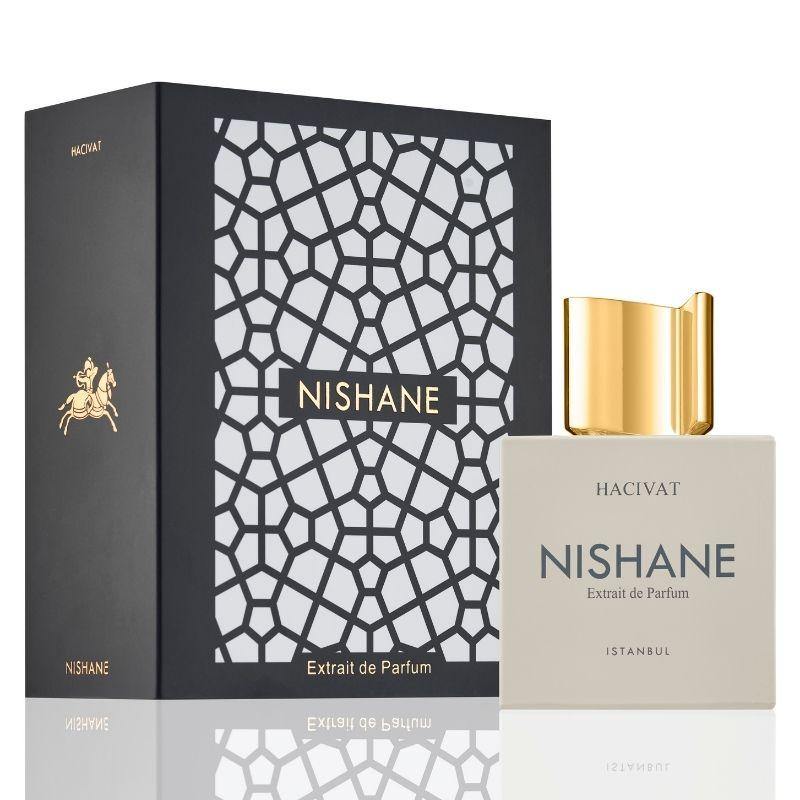 HACIVAT
NISHANE
NISHANE
Extrait de Parfum
HACIVAT
NISHANE
Extrait de Parfum
ISTANBUL